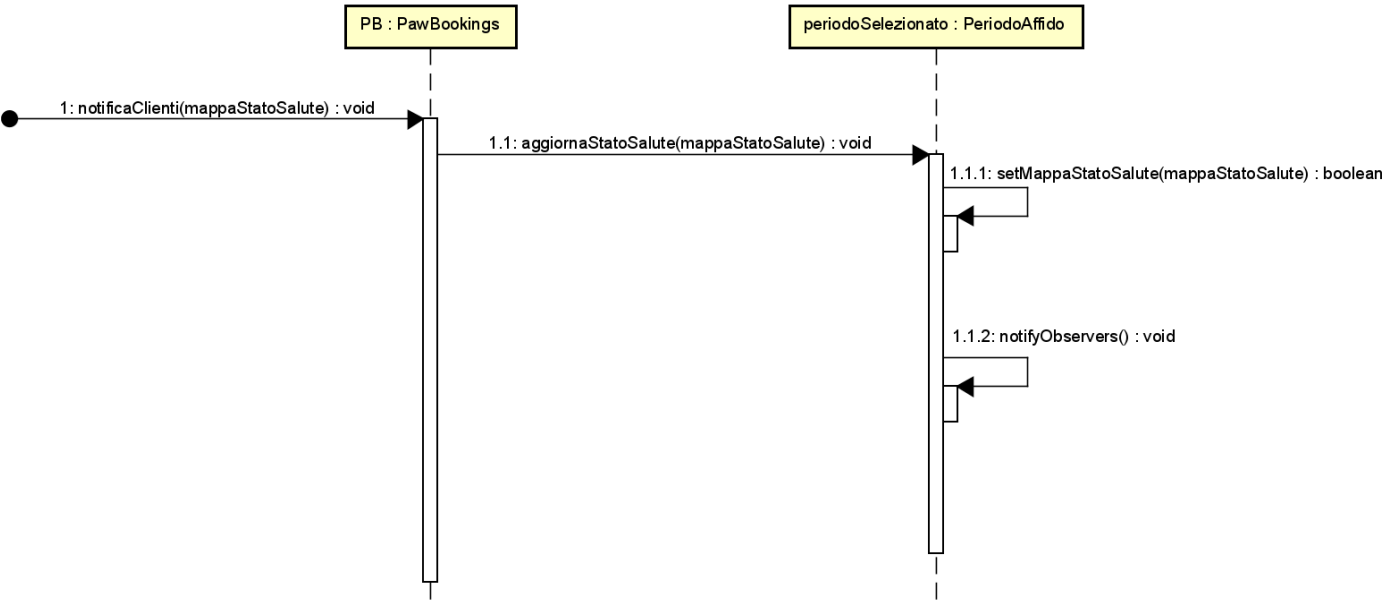 PB : PawBookings
periodoSelezionato : PeriodoAffido
1: notificaClienti(mappaStatoSalute) : void
1.1: aggiornaStatoSalute(mappaStatoSalute) : void
1.1.1: setMappaStatoSalute(mappaStatoSalute) : boolean
1.1.2: notifyObservers() : void